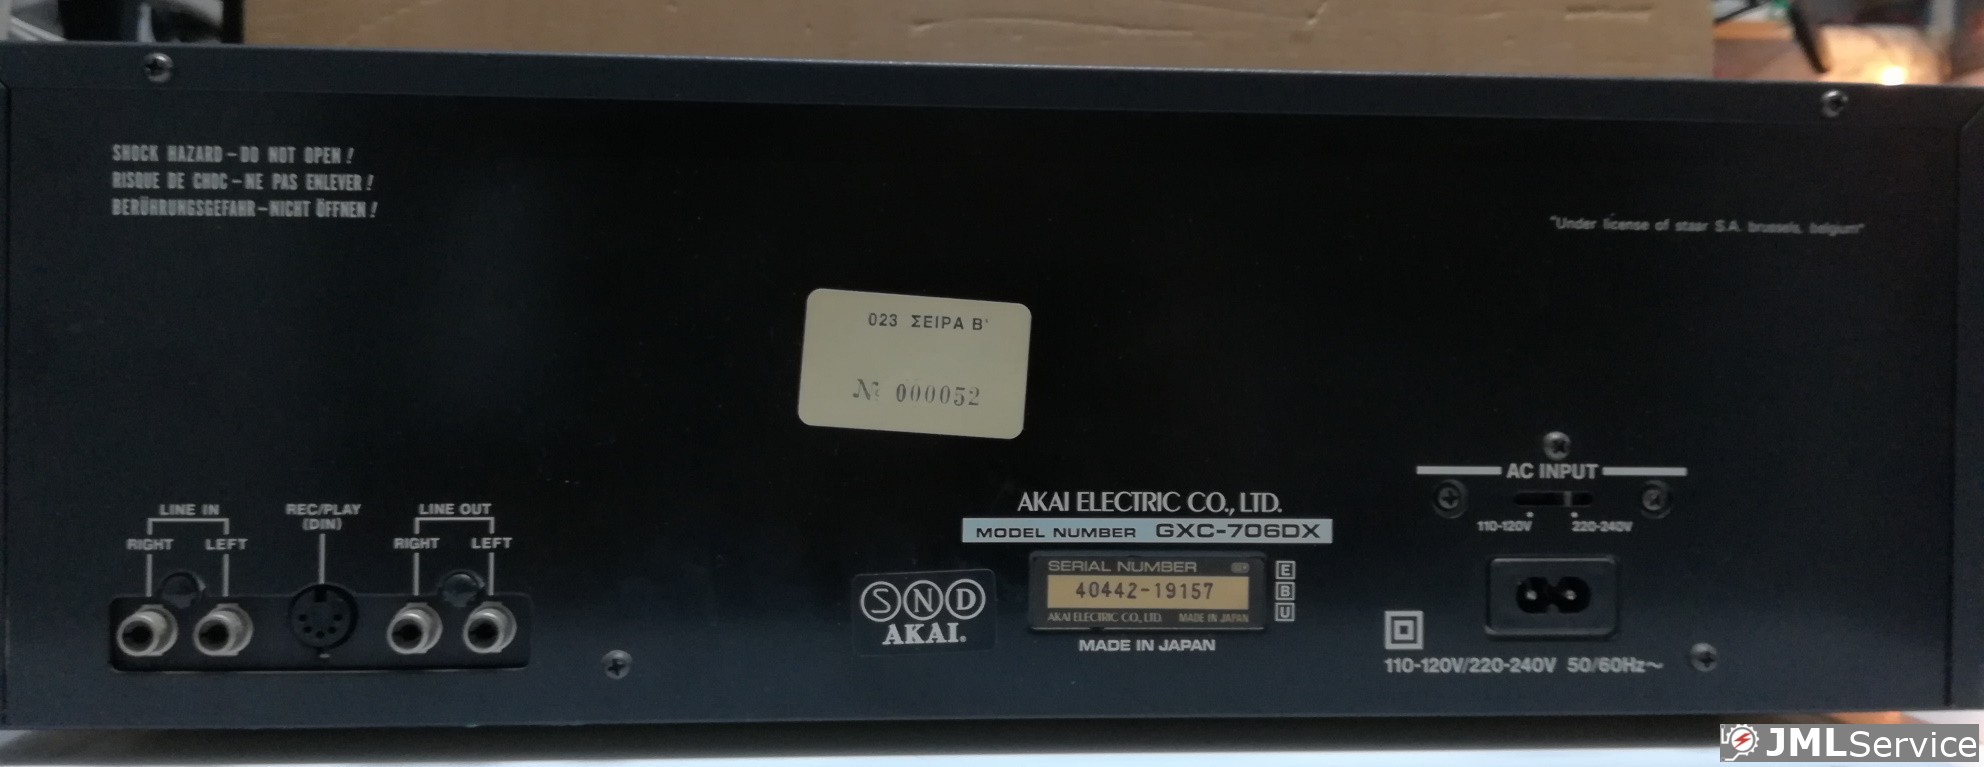 SHOCK HAZARD-DO NOT OPEN!
RISQUE DE CHOC-NE PAS ENLEVER!
BERÜHRUNGSGEFAHR-NICHT ÖFFNEN!
"Under license of staar S.A. brussels, belgium"
023 ΣΕΙΡΑ Β'
№ 000052
LINE IN
RIGHT LEFT
REC/PLAY
(DIN)
LINE OUT
RIGHT LEFT
AKAI ELECTRIC CO., LTD.
MODEL NUMBER GXC-706DX
SERIAL NUMBER
40442-19157
AKAI ELECTRIC CO., LTD. MADE IN JAPAN
E
B
U
MADE IN JAPAN
SND
AKAI.
AC INPUT
110-120V 220-240V
110-120V/220-240V 50/60Hz~
JMLService